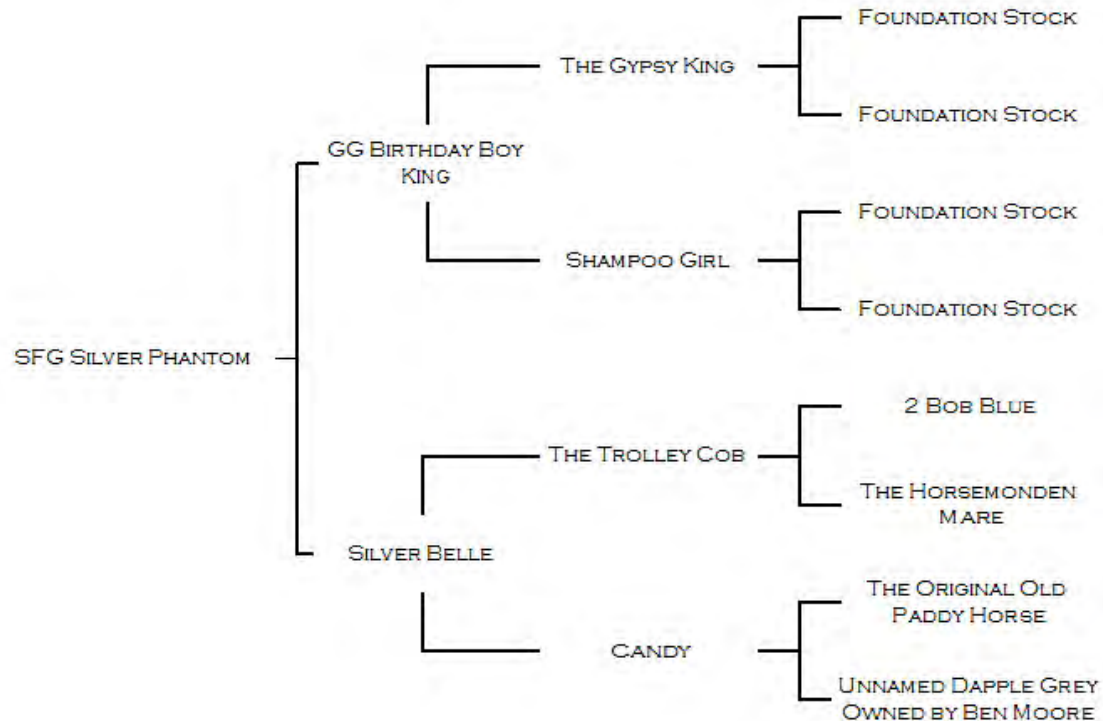 Foundation Stock
The Gypsy King
Foundation Stock
GG Birthday Boy
King
Foundation Stock
Shampoo Girl
Foundation Stock
SFG Silver Phantom
2 Bob Blue
The Trolley Cob
The Horsemonden
Mare
Silver Belle
The Original Old
Paddy Horse
Candy
Unnamed Dapple Grey
Owned by Ben Moore